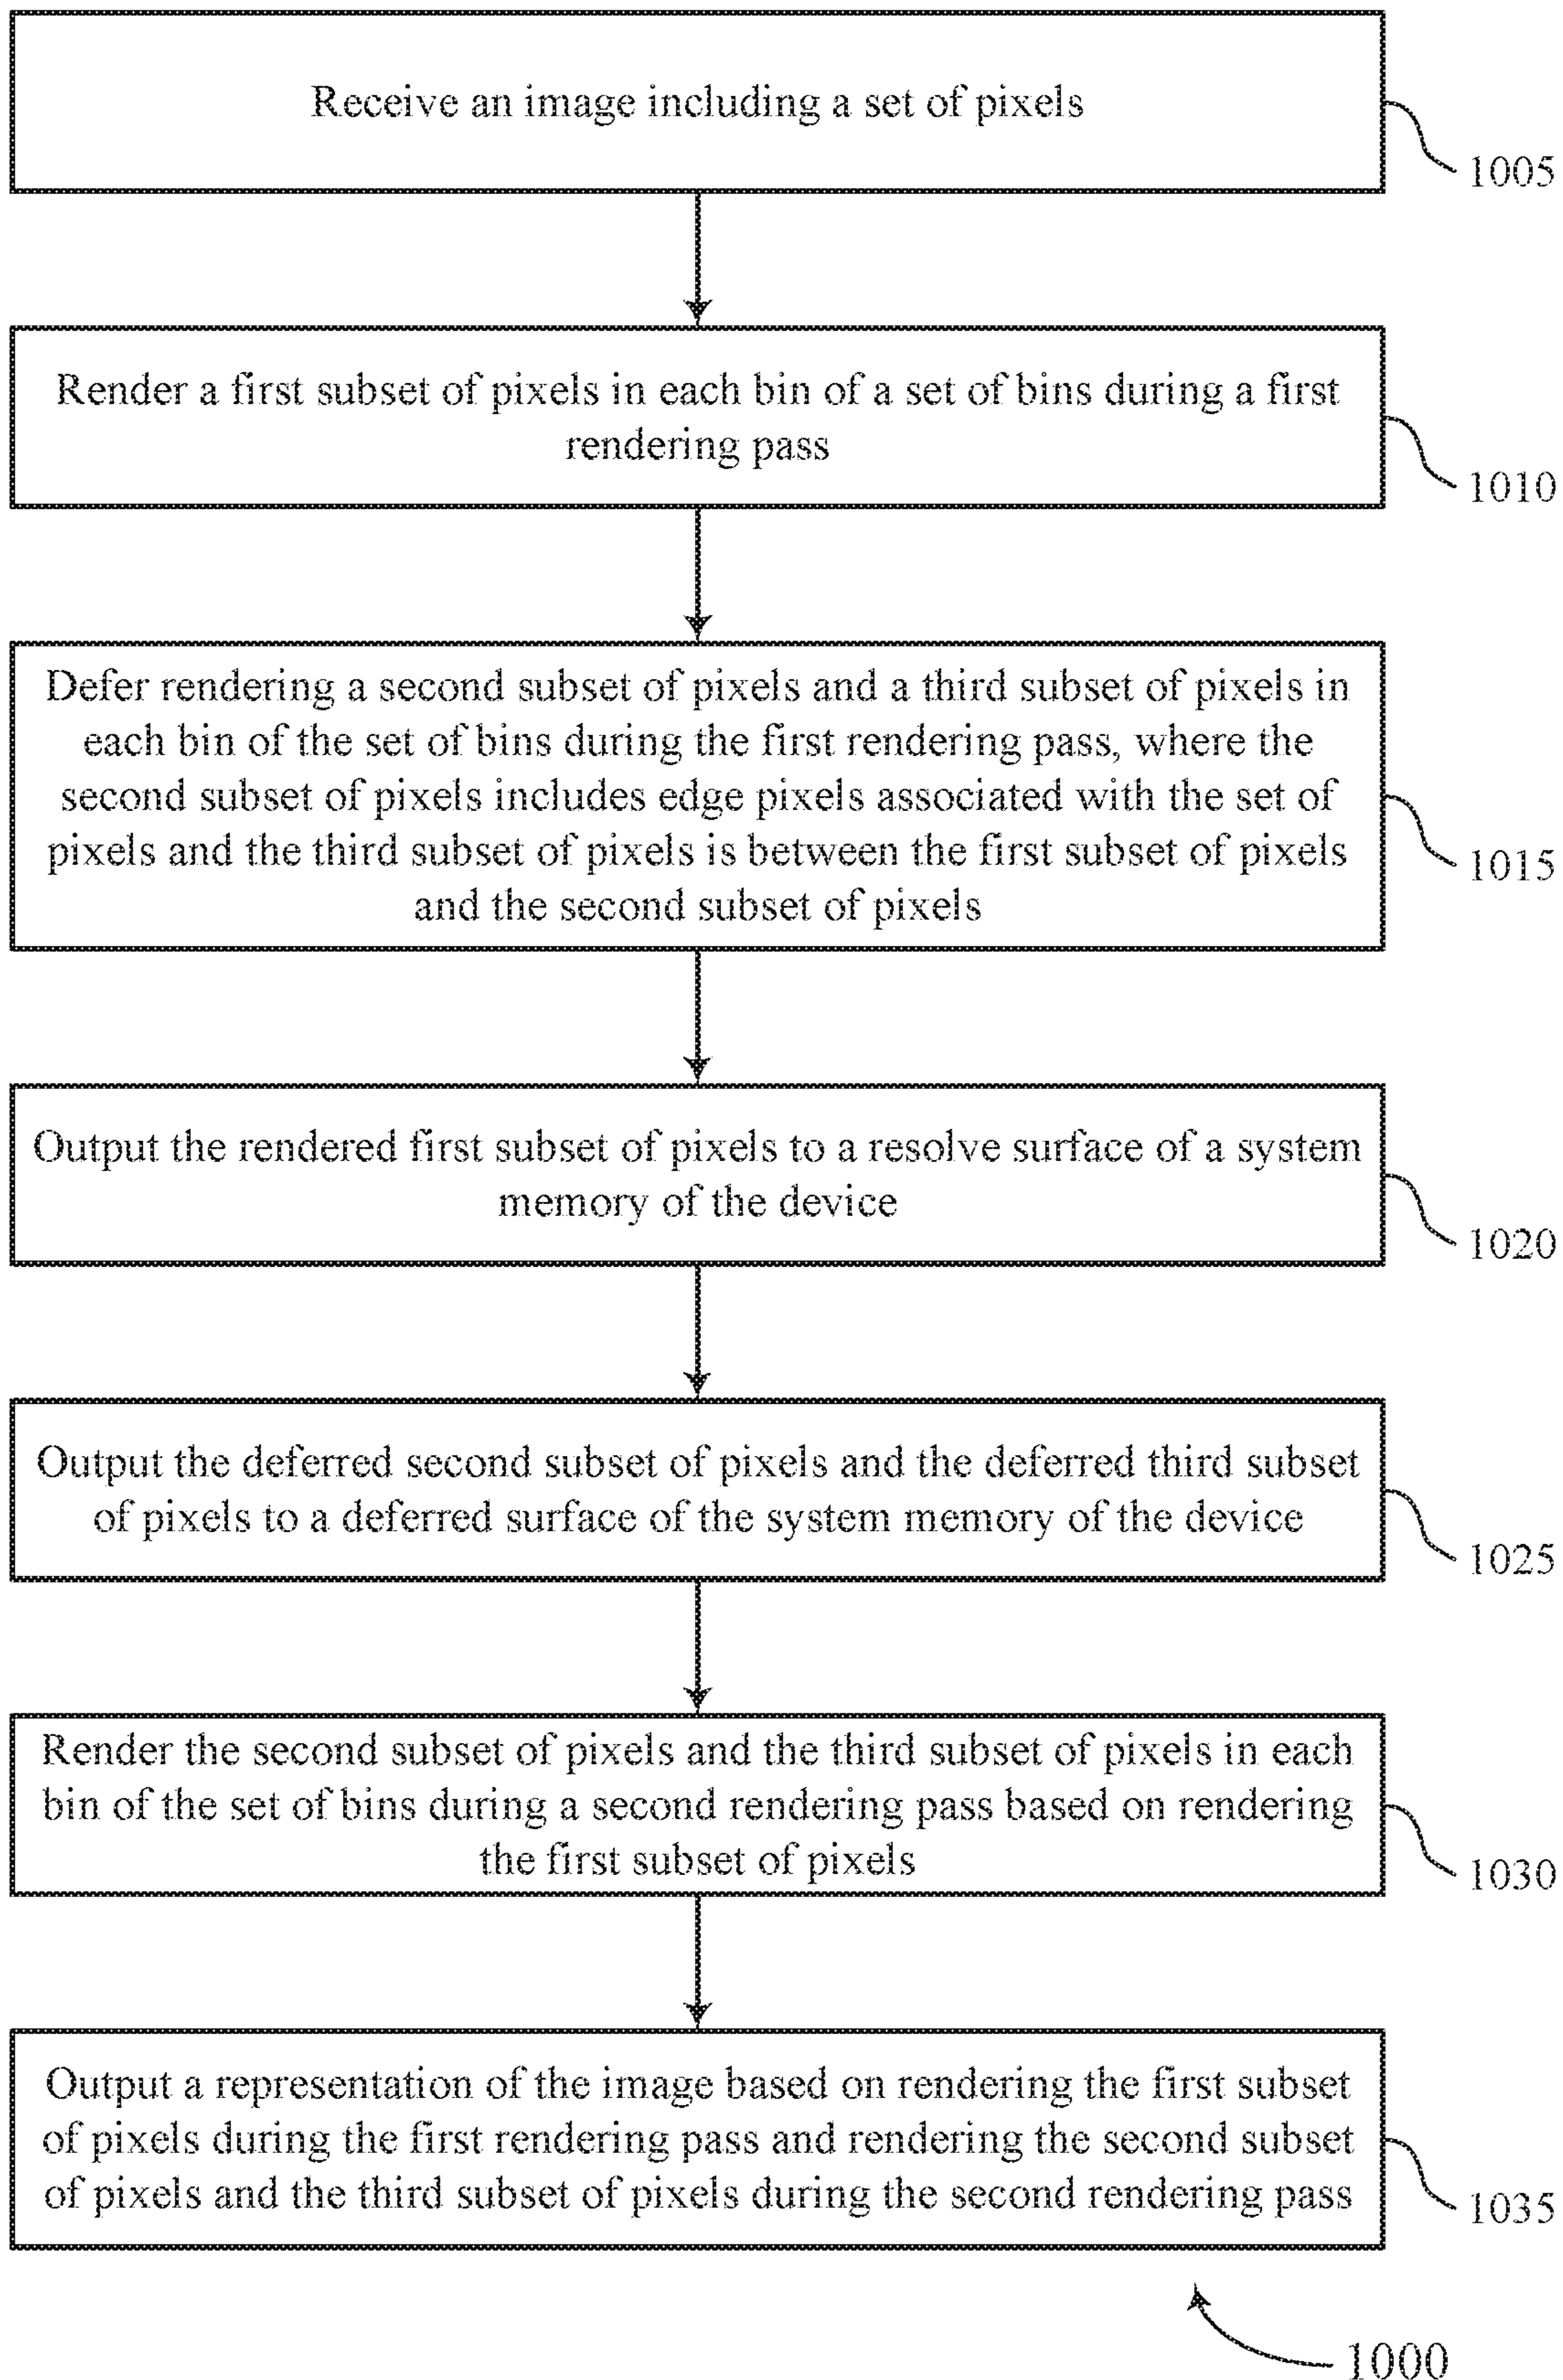 Receive an image including a set of pixels
1005
Render a first subset of pixels in each bin of a set of bins during a first
rendering pass
1010
Defer rendering a second subset of pixels and a third subset of pixels in
each bin of the set of bins during the first rendering pass, where the
second subset of pixels includes edge pixels associated with the set of
pixels and the third subset of pixels is between the first subset of pixels
and the second subset of pixels
1015
Output the rendered first subset of pixels to a resolve surface of a system
memory of the device
1020
Output the deferred second subset of pixels and the deferred third subset
of pixels to a deferred surface of the system memory of the device
1025
Render the second subset of pixels and the third subset of pixels in each
bin of the set of bins during a second rendering pass based on rendering
the first subset of pixels
1030
Output a representation of the image based on rendering the first subset
of pixels during the first rendering pass and rendering the second subset
of pixels and the third subset of pixels during the second rendering pass
1035
1000